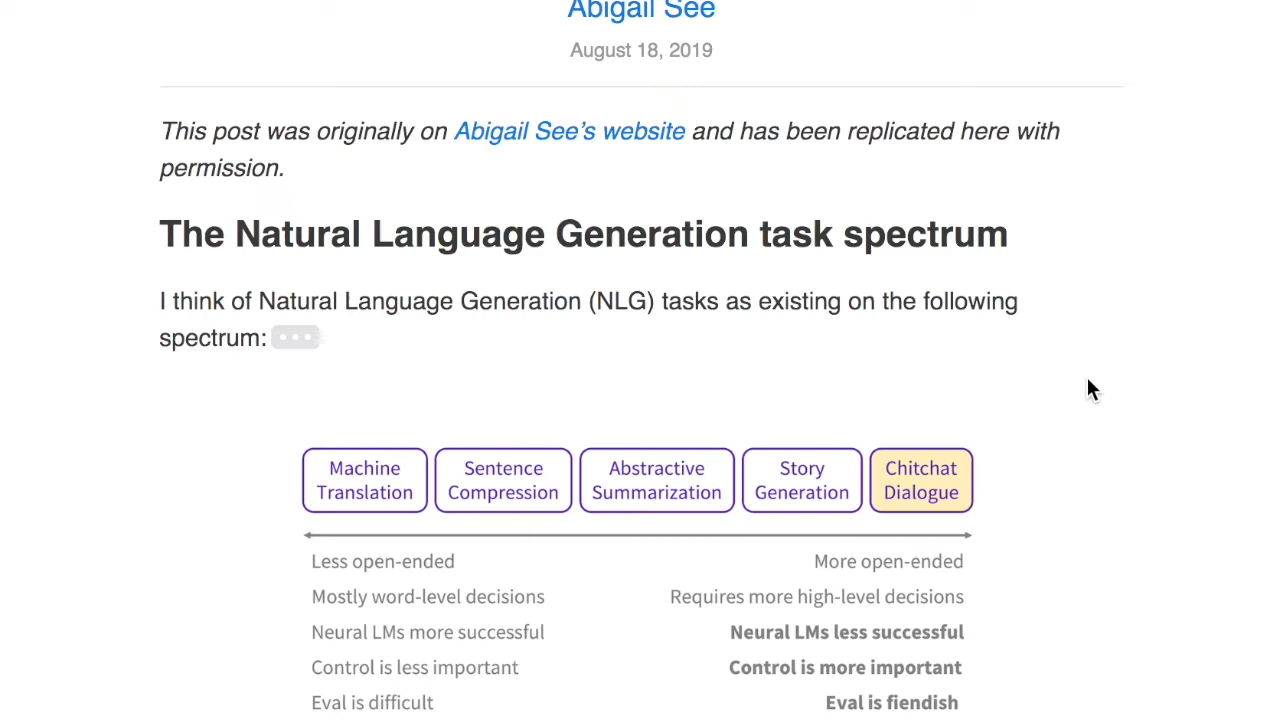 Abigail See
August 18, 2019
This post was originally on Abigail See’s website and has been replicated here with
permission.
The Natural Language Generation task spectrum
I think of Natural Language Generation (NLG) tasks as existing on the following
spectrum:
Machine Translation
Sentence Compression
Abstractive Summarization
Story Generation
Chitchat Dialogue
Less open-ended
More open-ended
Mostly word-level decisions
Requires more high-level decisions
Neural LMs more successful
Neural LMs less successful
Control is less important
Control is more important
Eval is difficult
Eval is fiendish